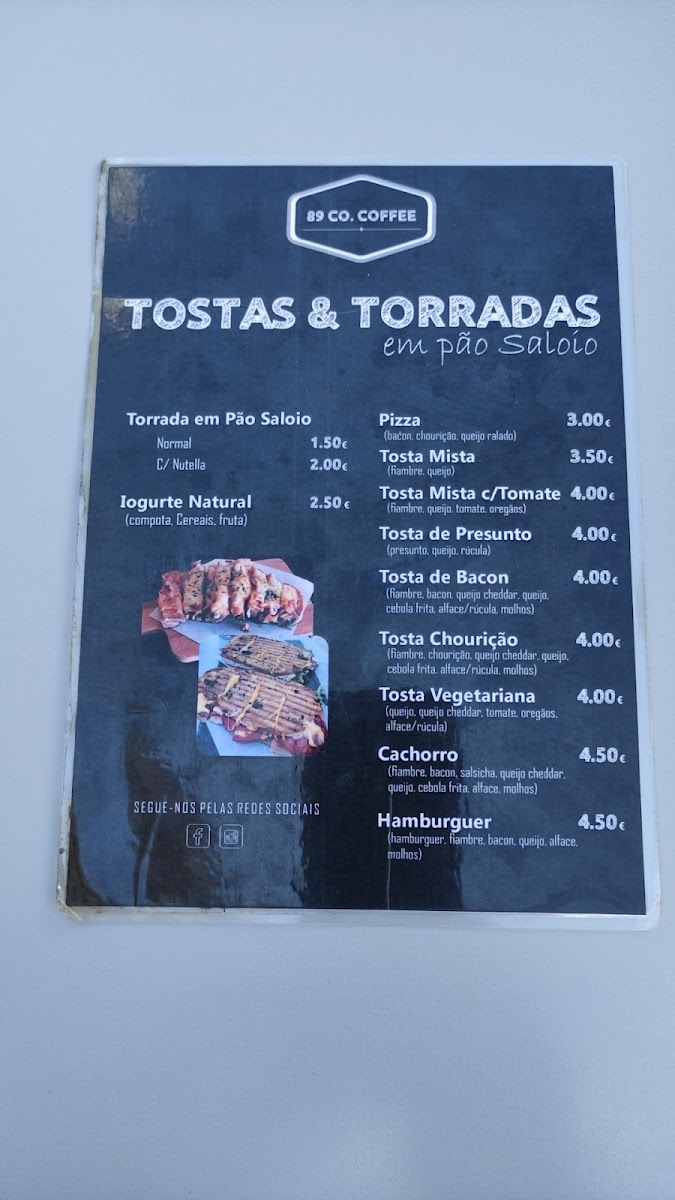 89 CO. COFFEE
TOSTAS & TORRADAS
em pão Saloio
Torrada em Pão Saloio
Normal 1.50€
C/ Nutella 2.00€
Iogurte Natural 2.50€
(compota, Cereais, fruta)
SEGUE-NOS PELAS REDES SOCIAIS
f
Pizza 3.00€
(bacon, chourição, queijo ralado)
Tosta Mista 3.50€
(fiambre, queijo)
Tosta Mista c/Tomate 4.00€
(fiambre, queijo, tomate, oregãos)
Tosta de Presunto 4.00€
(presunto, queijo, rúcula)
Tosta de Bacon 4.00€
(fiambre, bacon, queijo cheddar, queijo,
cebola frita, alface/rúcula, molhos)
Tosta Chourição 4.00€
(fiambre, chourição, queijo cheddar, queijo,
cebola frita, alface/rúcula, molhos)
Tosta Vegetariana 4.00€
(queijo, queijo cheddar, tomate, oregãos,
alface/rúcula)
Cachorro 4.50€
(fiambre, bacon, salsicha, queijo cheddar,
queijo, cebola frita, alface, molhos)
Hamburguer 4.50€
(hamburguer, fiambre, bacon, queijo, alface,
molhos)